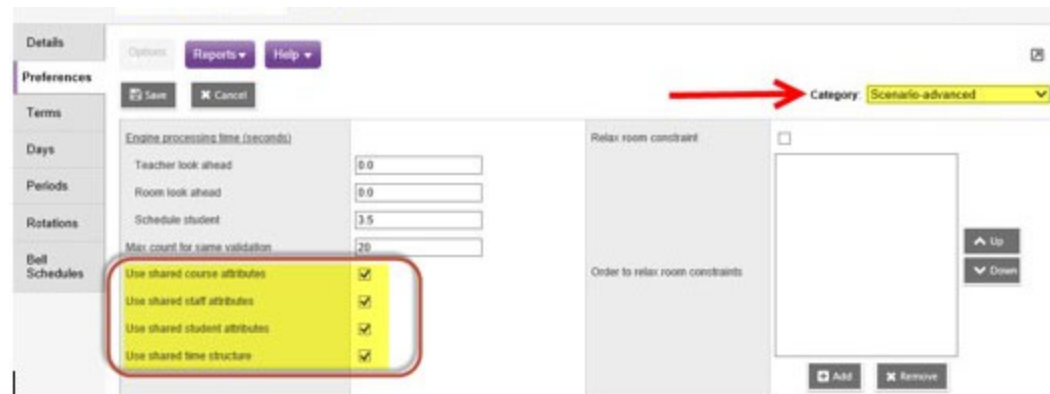 Details
Preferences
Terms
Days
Periods
Rotations
Bell
Schedules
Options
Reports
Help
Save
Cancel
Category: Scenario-advanced
Engine processing time (seconds)
Teacher look ahead 0.0
Room look ahead 0.0
Schedule student 3.5
Max count for same validation 20
Use shared course attributes
Use shared staff attributes
Use shared student attributes
Use shared time structure
Relax room constraint
Order to relax room constraints
Up
Down
Add
Remove